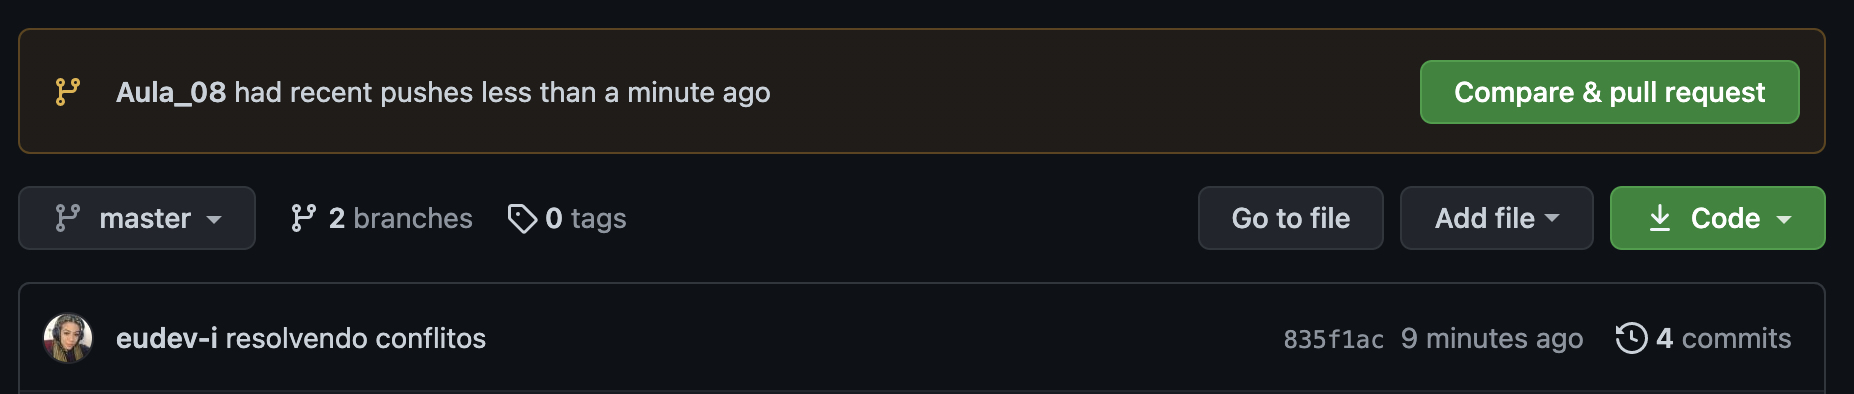 Aula_08 had recent pushes less than a minute ago Compare & pull request
master 2 branches 0 tags Go to file Add file Code
eudev-i resolvendo conflitos 835f1ac 9 minutes ago 4 commits